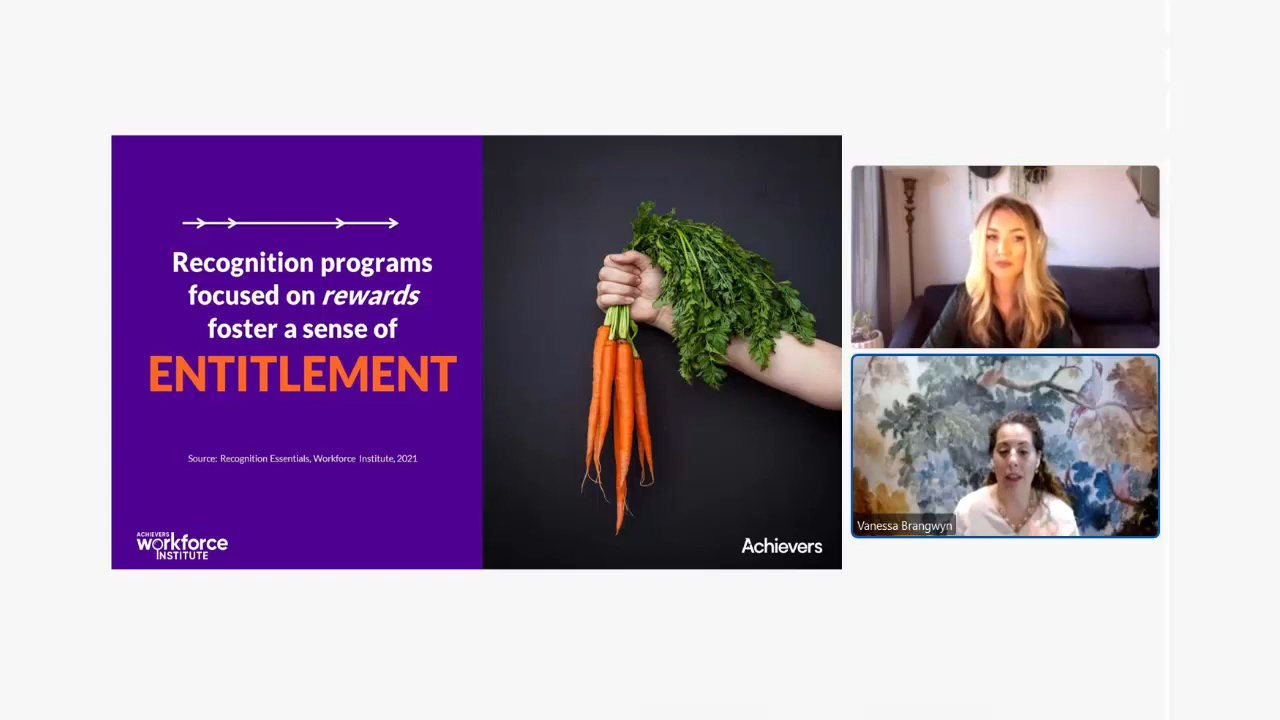 Recognition programs
focused on rewards
foster a sense of
ENTITLEMENT
Source: Recognition Essentials, Workforce Institute, 2021
ACHIEVERS
workforce
INSTITUTE
Achievers
Vanessa Brangwyn